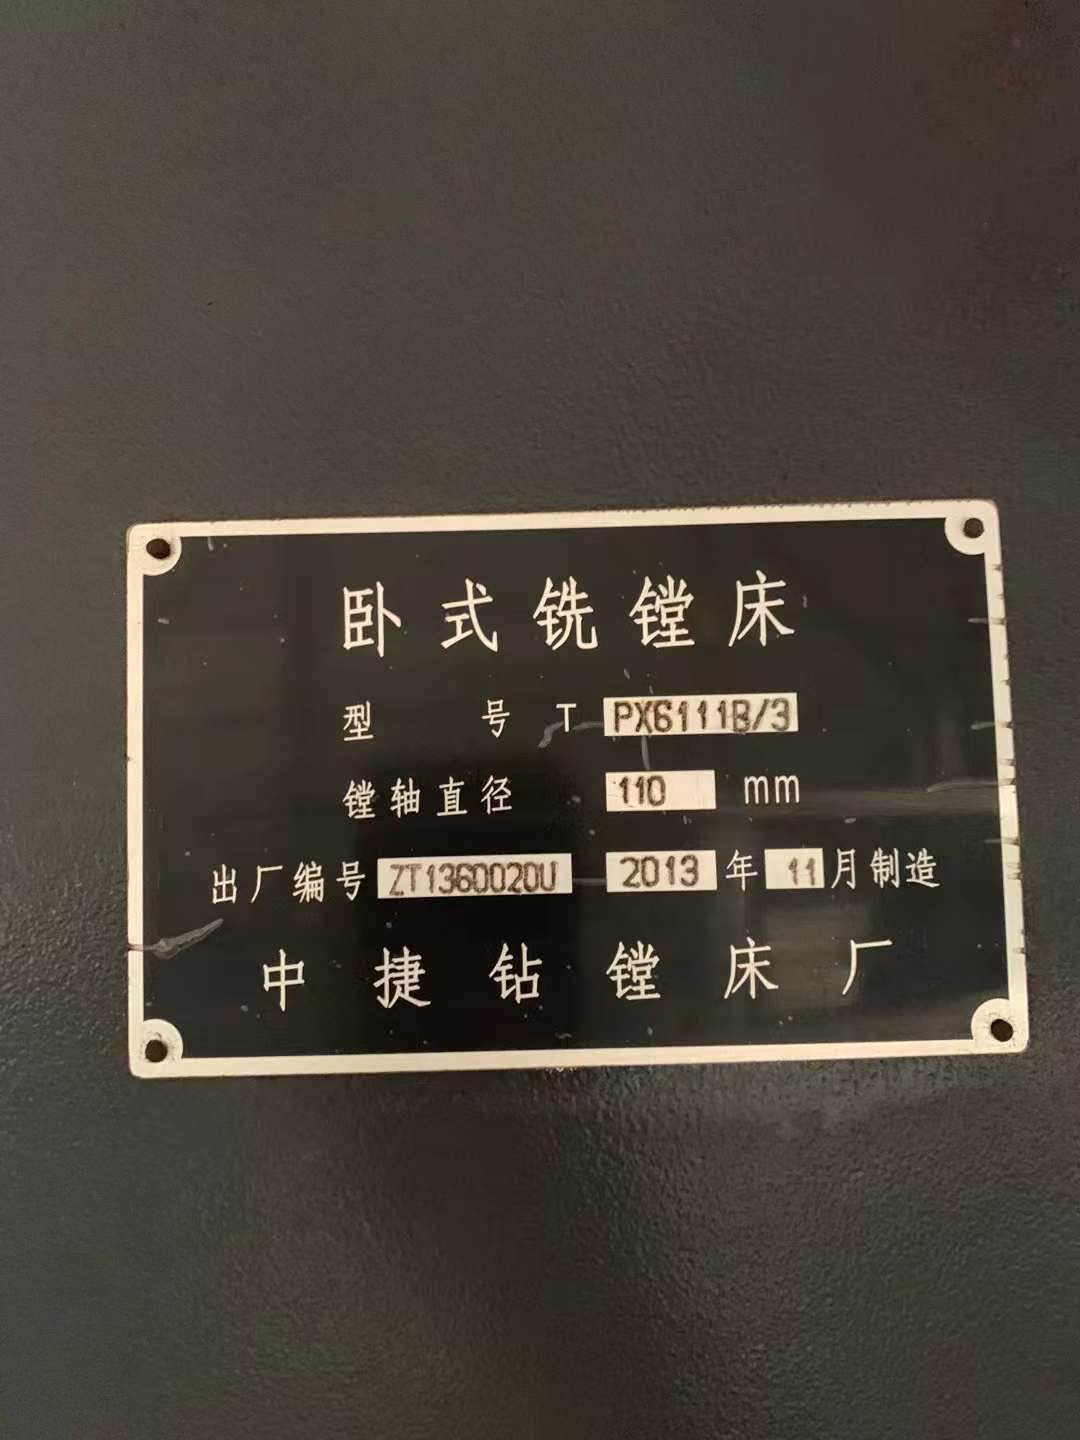 卧式铣镗床
型号 T PX6111B/3
镗轴直径 110 mm
出厂编号 ZT1360020U 2013 年 11 月制造
中捷钻镗床厂